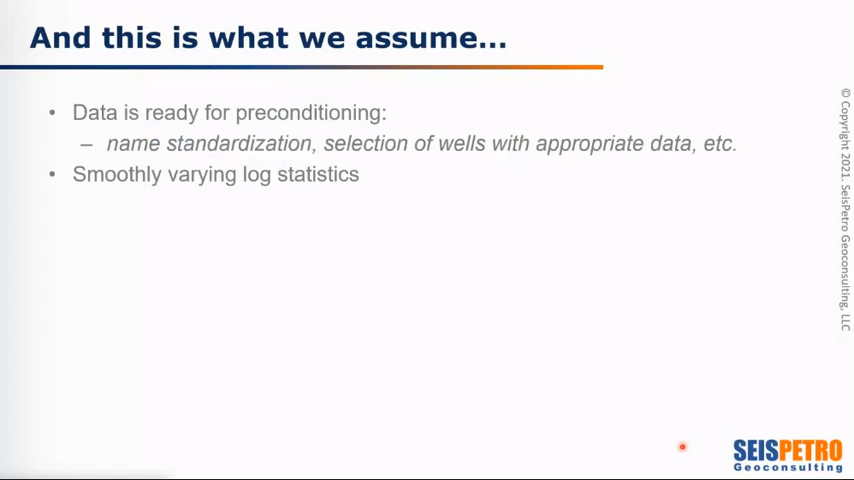 And this is what we assume...
• Data is ready for preconditioning:
– name standardization, selection of wells with appropriate data, etc.
• Smoothly varying log statistics
© Copyright 2021. SeisPetro Geoconsulting, LLC
SEISPETRO
Geoconsulting